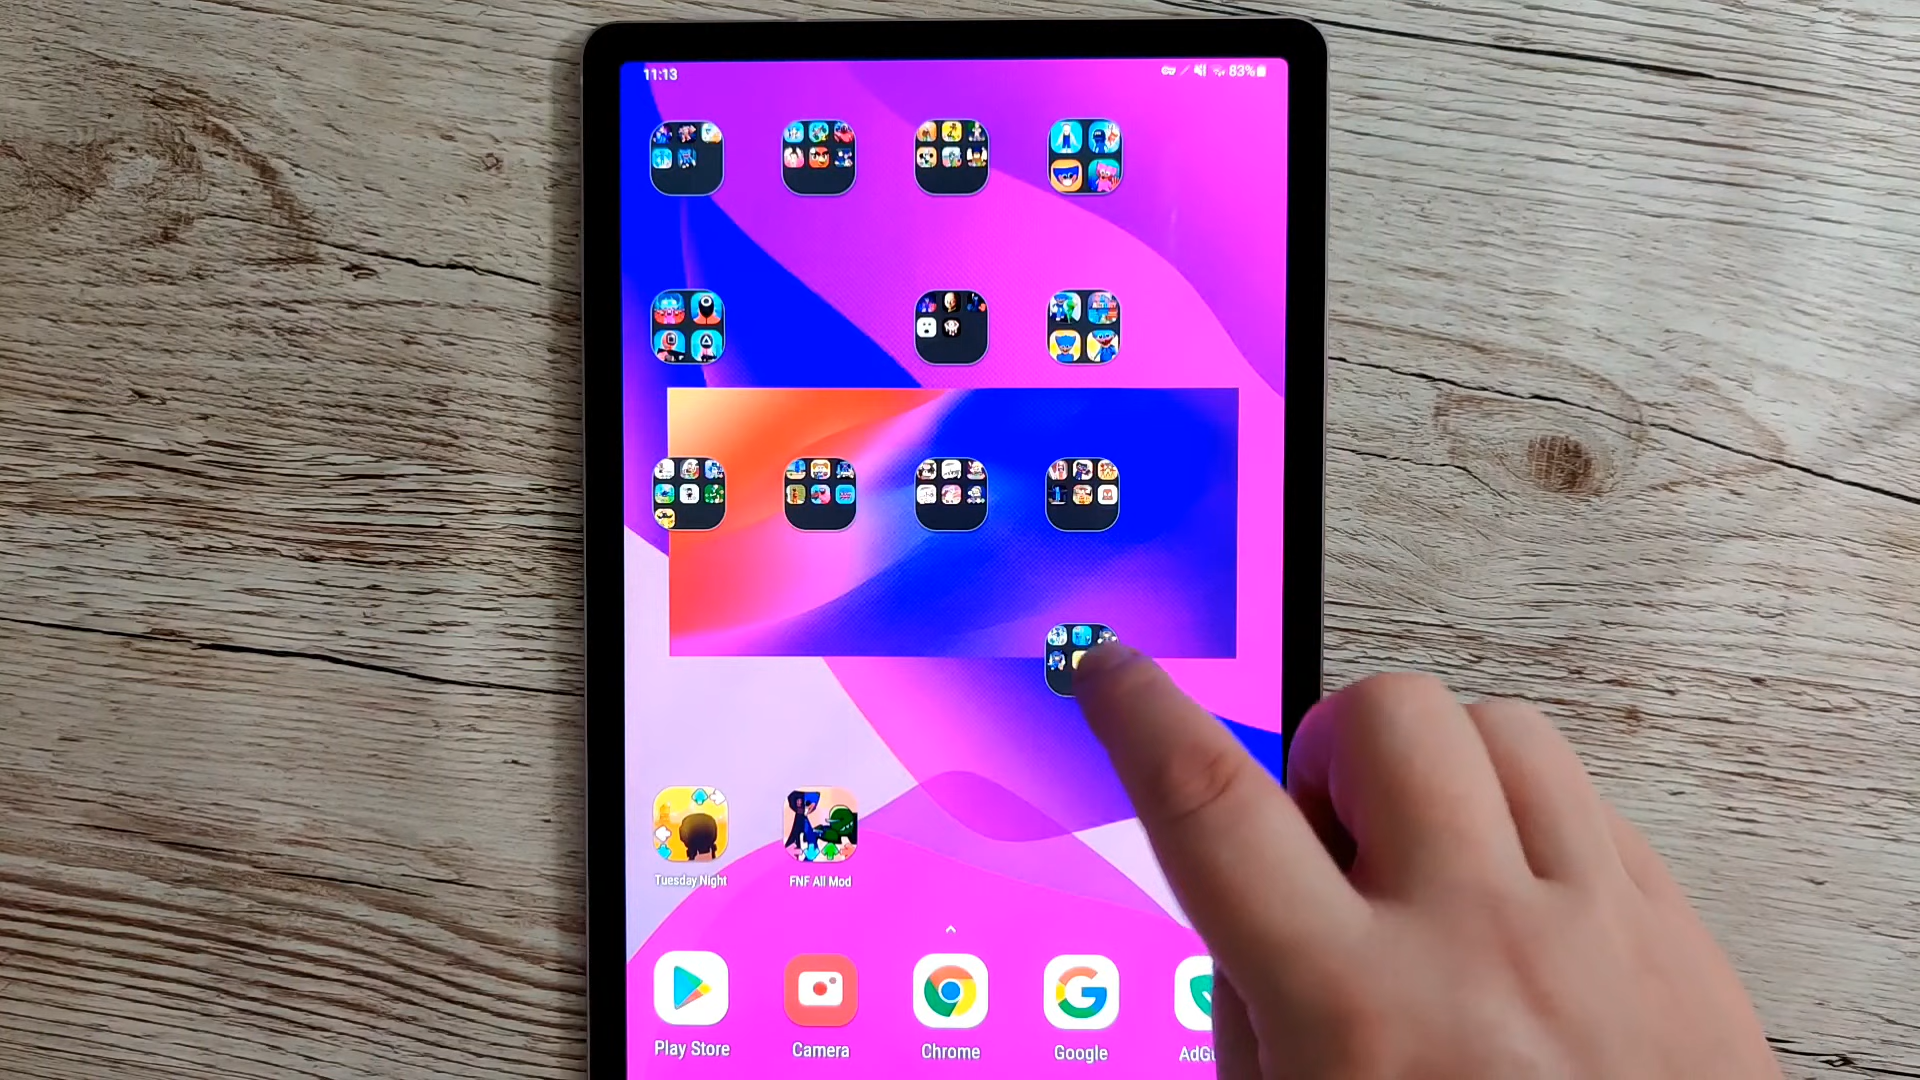 11:13
83%
Tuesday Night
FNF All Mod
Play Store
Camera
Chrome
Google